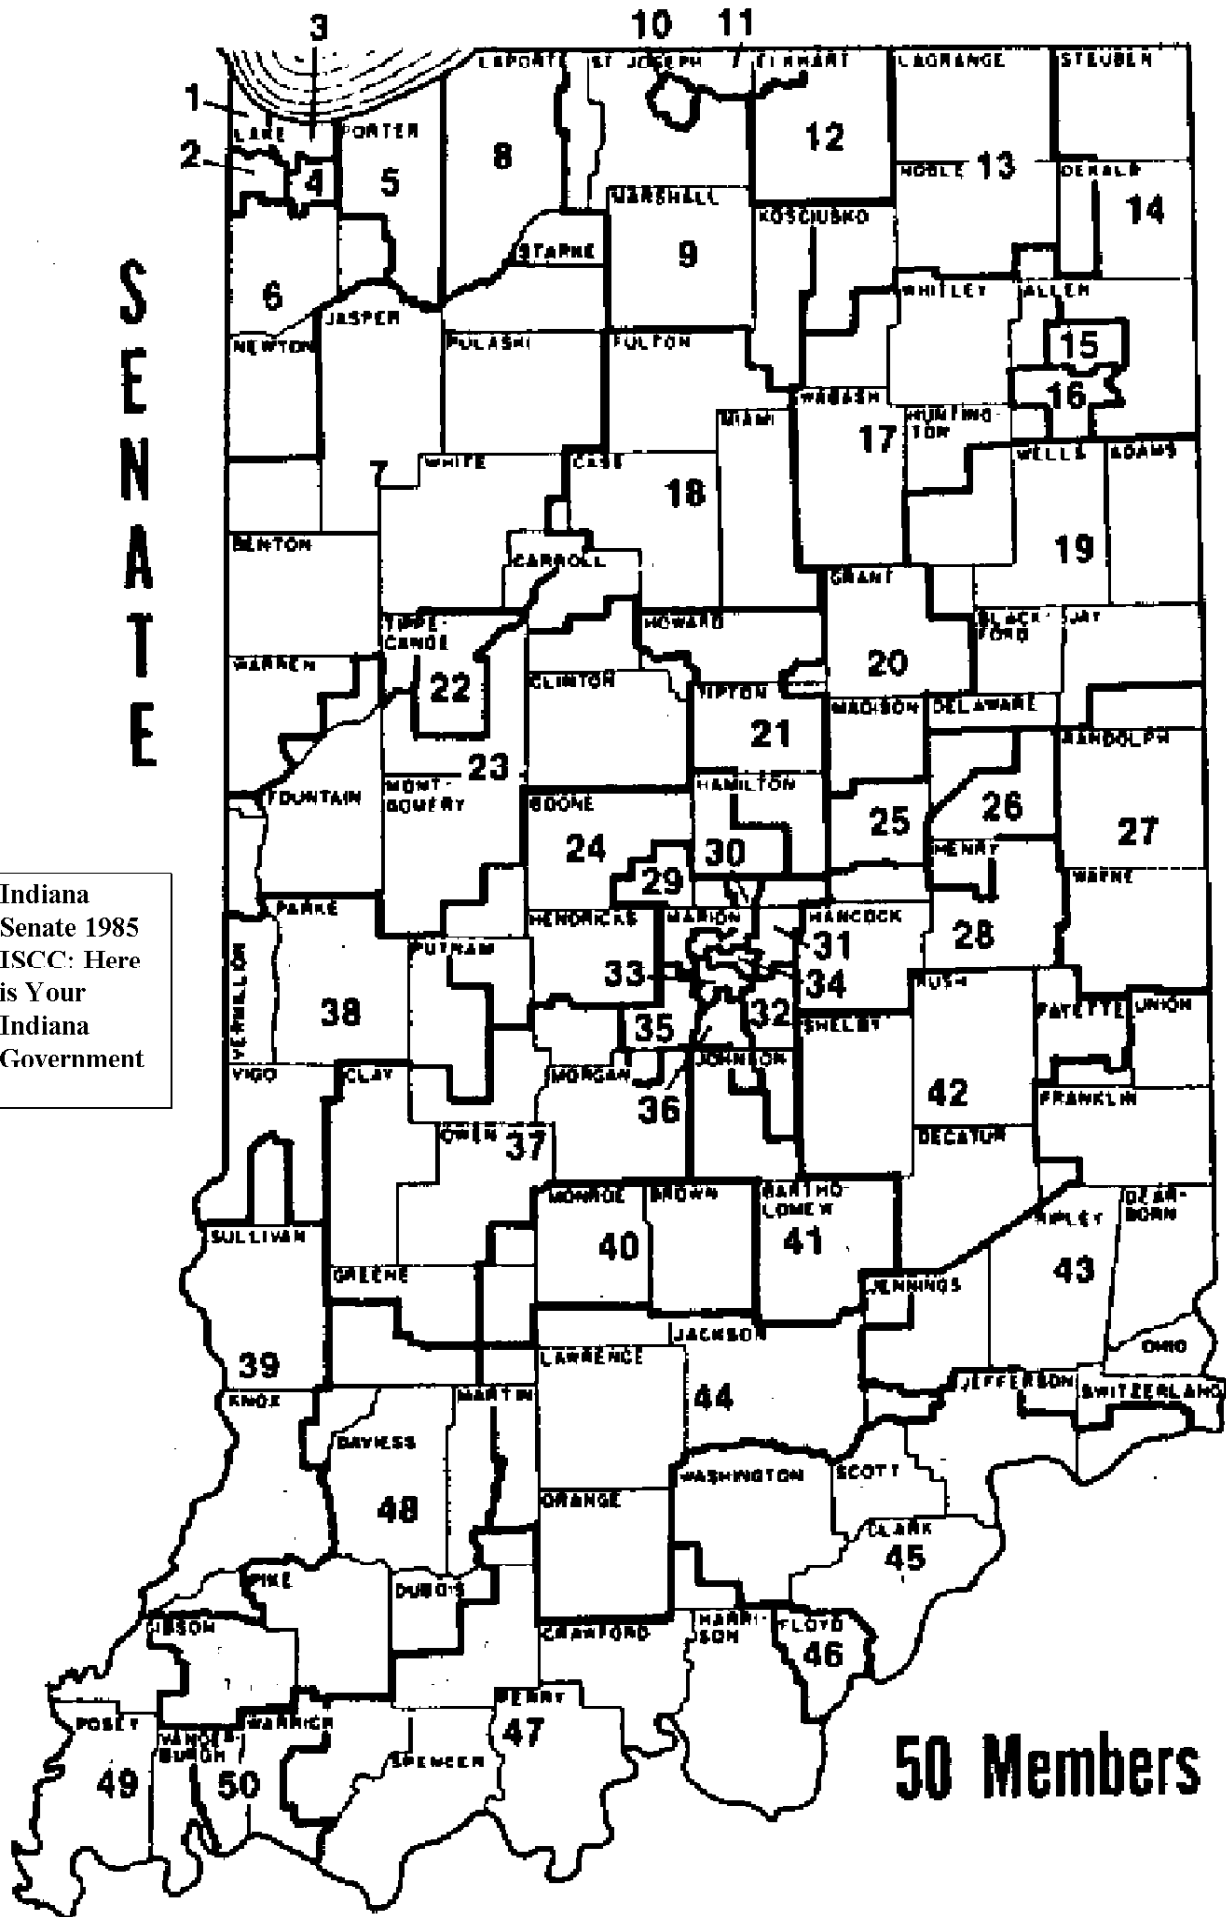 3
10
11
LAPORTE
ST JOSEPH
ELKHART
LAGRANGE
STEUBEN
1
LAKE
PORTER
2
4
5
8
12
NOBLE
13
DEKALB
14
MARSHALL
KOSCIUSKO
STARKE
9
SENATE
6
JASPER
WHITLEY
ALLEN
NEWTON
PULASKI
FULTON
15
16
WABASH
MIAMI
HUNTING-
TON
17
7
WHITE
CASS
18
WELLS
ADAMS
BENTON
CARROLL
19
GRANT
TIPPE-
CANOE
HOWARD
BLACK-
FORD
JAY
WARREN
22
CLINTON
20
TIPTON
MADISON
DELAWARE
21
RANDOLPH
23
MONT-
GOMERY
HAMILTON
FOUNTAIN
BOONE
24
25
26
27
30
HENRY
29
WAYNE
Indiana
Senate 1985
ISCC: Here
is Your
Indiana
Government
PARKE
HENDRICKS
MARION
HANCOCK
PUTNAM
31
28
VERMILLION
33
34
RUSH
38
35
32
SHELBY
FAYETTE
UNION
VIGO
CLAY
MORGAN
JOHNSON
36
42
FRANKLIN
OWEN
37
DECATUR
MONROE
BROWN
BARTHO-
LOMEW
RIPLEY
DEAR-
BORN
SULLIVAN
40
41
GREENE
43
JENNINGS
JACKSON
39
LAWRENCE
OHIO
KNOX
MARTIN
44
JEFFERSON
SWITZERLAND
DAVIESS
WASHINGTON
SCOTT
48
ORANGE
CLARK
45
PIKE
DUBOIS
GIBSON
CRAWFORD
HARRI-
SON
FLOYD
46
PERRY
POSEY
VANDER-
BURGH
WARRICK
47
SPENCER
49
50
50 Members